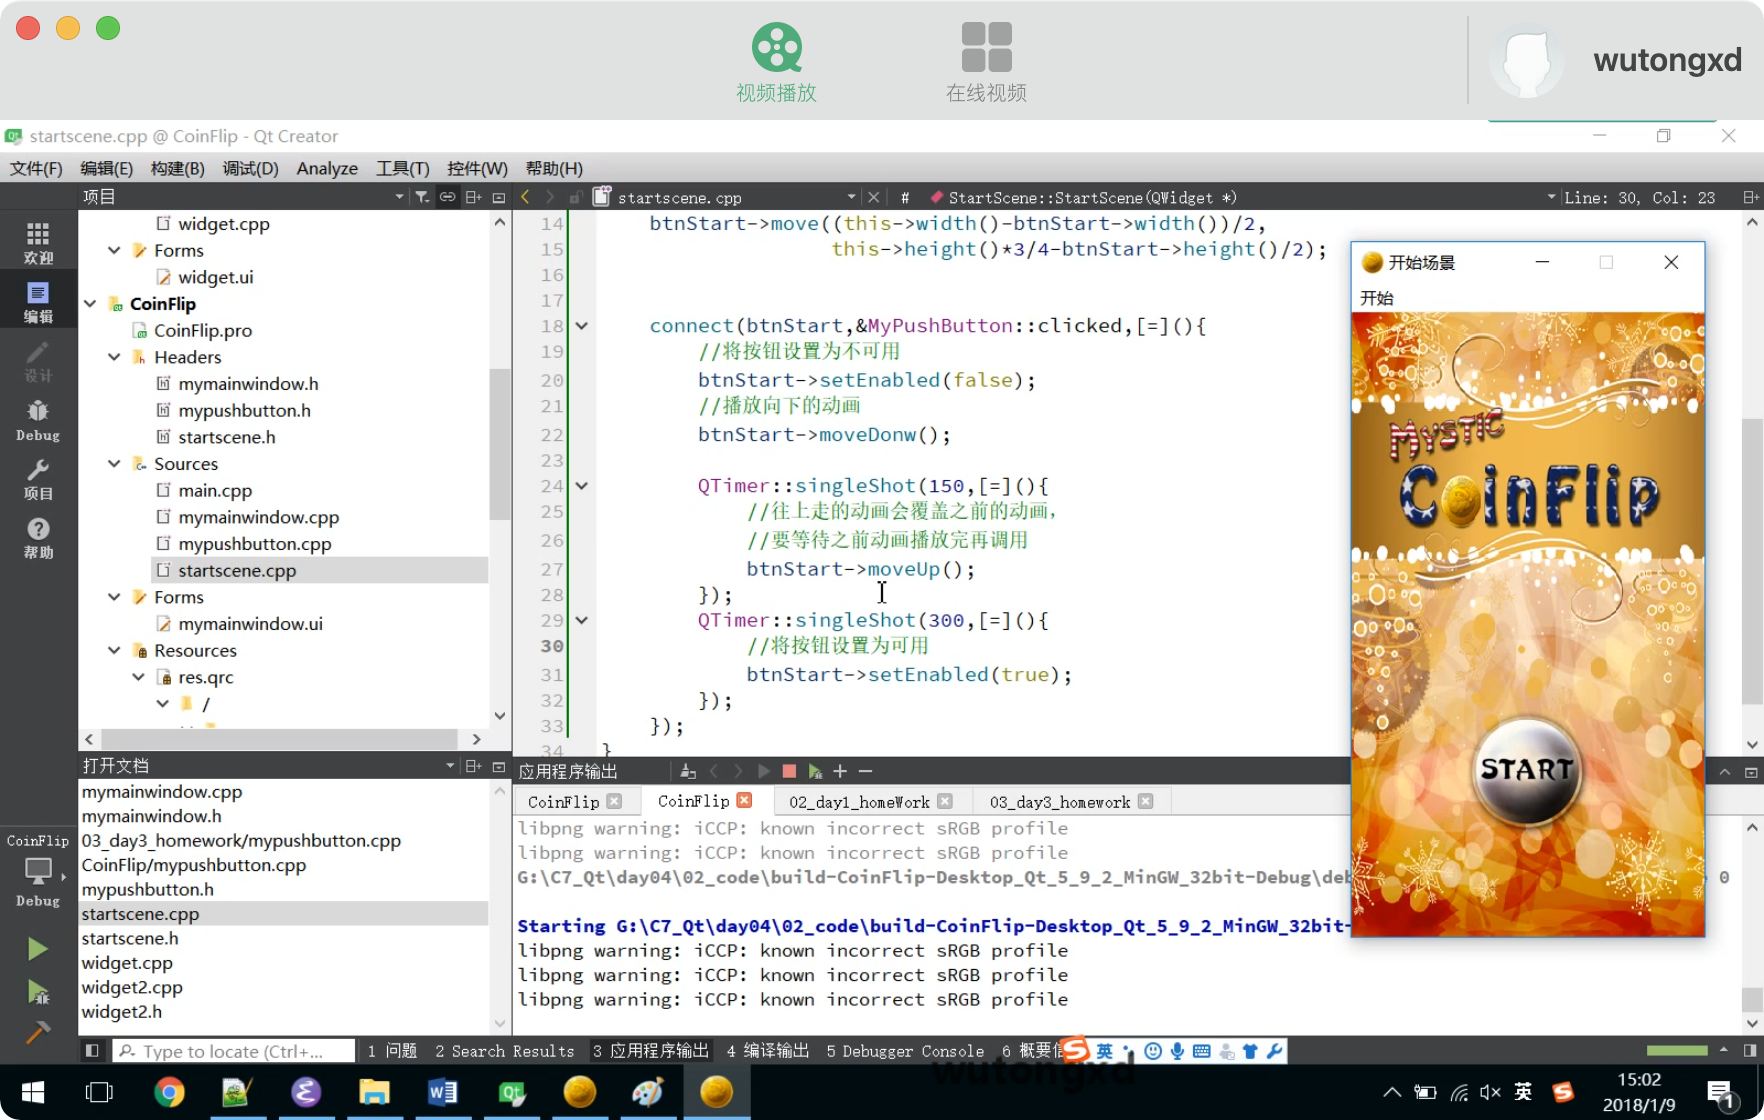 视频播放
在线视频
wutongxd
startscene.cpp @ CoinFlip - Qt Creator
文件(F) 编辑(E) 构建(B) 调试(D) Analyze 工具(T) 控件(W) 帮助(H)
项目
startscene.cpp
#
StartScene::StartScene(QWidget *)
Line: 30, Col: 23
欢迎
编辑
设计
Debug
项目
帮助
widget.cpp
Forms
widget.ui
CoinFlip
CoinFlip.pro
Headers
mymainwindow.h
mypushbutton.h
startscene.h
Sources
main.cpp
mymainwindow.cpp
mypushbutton.cpp
startscene.cpp
Forms
mymainwindow.ui
Resources
res.qrc
/
14 btnStart->move((this->width()-btnStart->width())/2,
15 this->height()*3/4-btnStart->height()/2);
16
17
18 connect(btnStart,&MyPushButton::clicked,[=](){
19 //将按钮设置为不可用
20 btnStart->setEnabled(false);
21 //播放向下的动画
22 btnStart->moveDonw();
23
24 QTimer::singleShot(150,[=](){
25 //往上走的动画会覆盖之前的动画,
26 //要等待之前动画播放完再调用
27 btnStart->moveUp();
28 });
29 QTimer::singleShot(300,[=](){
30 //将按钮设置为可用
31 btnStart->setEnabled(true);
32 });
33 });
34 }
开始场景
开始
MYSTIC
CoinFlip
START
打开文档
mymainwindow.cpp
mymainwindow.h
03_day3_homework/mypushbutton.cpp
CoinFlip/mypushbutton.cpp
mypushbutton.h
startscene.cpp
startscene.h
widget.cpp
widget2.cpp
widget2.h
CoinFlip
Debug
应用程序输出
CoinFlip
CoinFlip
02_day1_homeWork
03_day3_homework
libpng warning: iCCP: known incorrect sRGB profile
libpng warning: iCCP: known incorrect sRGB profile
G:\C7_Qt\day04\02_code\build-CoinFlip-Desktop_Qt_5_9_2_MinGW_32bit-Debug\deb
0
Starting G:\C7_Qt\day04\02_code\build-CoinFlip-Desktop_Qt_5_9_2_MinGW_32bit-
libpng warning: iCCP: known incorrect sRGB profile
libpng warning: iCCP: known incorrect sRGB profile
libpng warning: iCCP: known incorrect sRGB profile
Type to locate (Ctrl+...
1 问题 2 Search Results 3 应用程序输出 4 编译输出 5 Debugger Console 6 概要信
英
wutongxd
英
15:02
2018/1/9
1